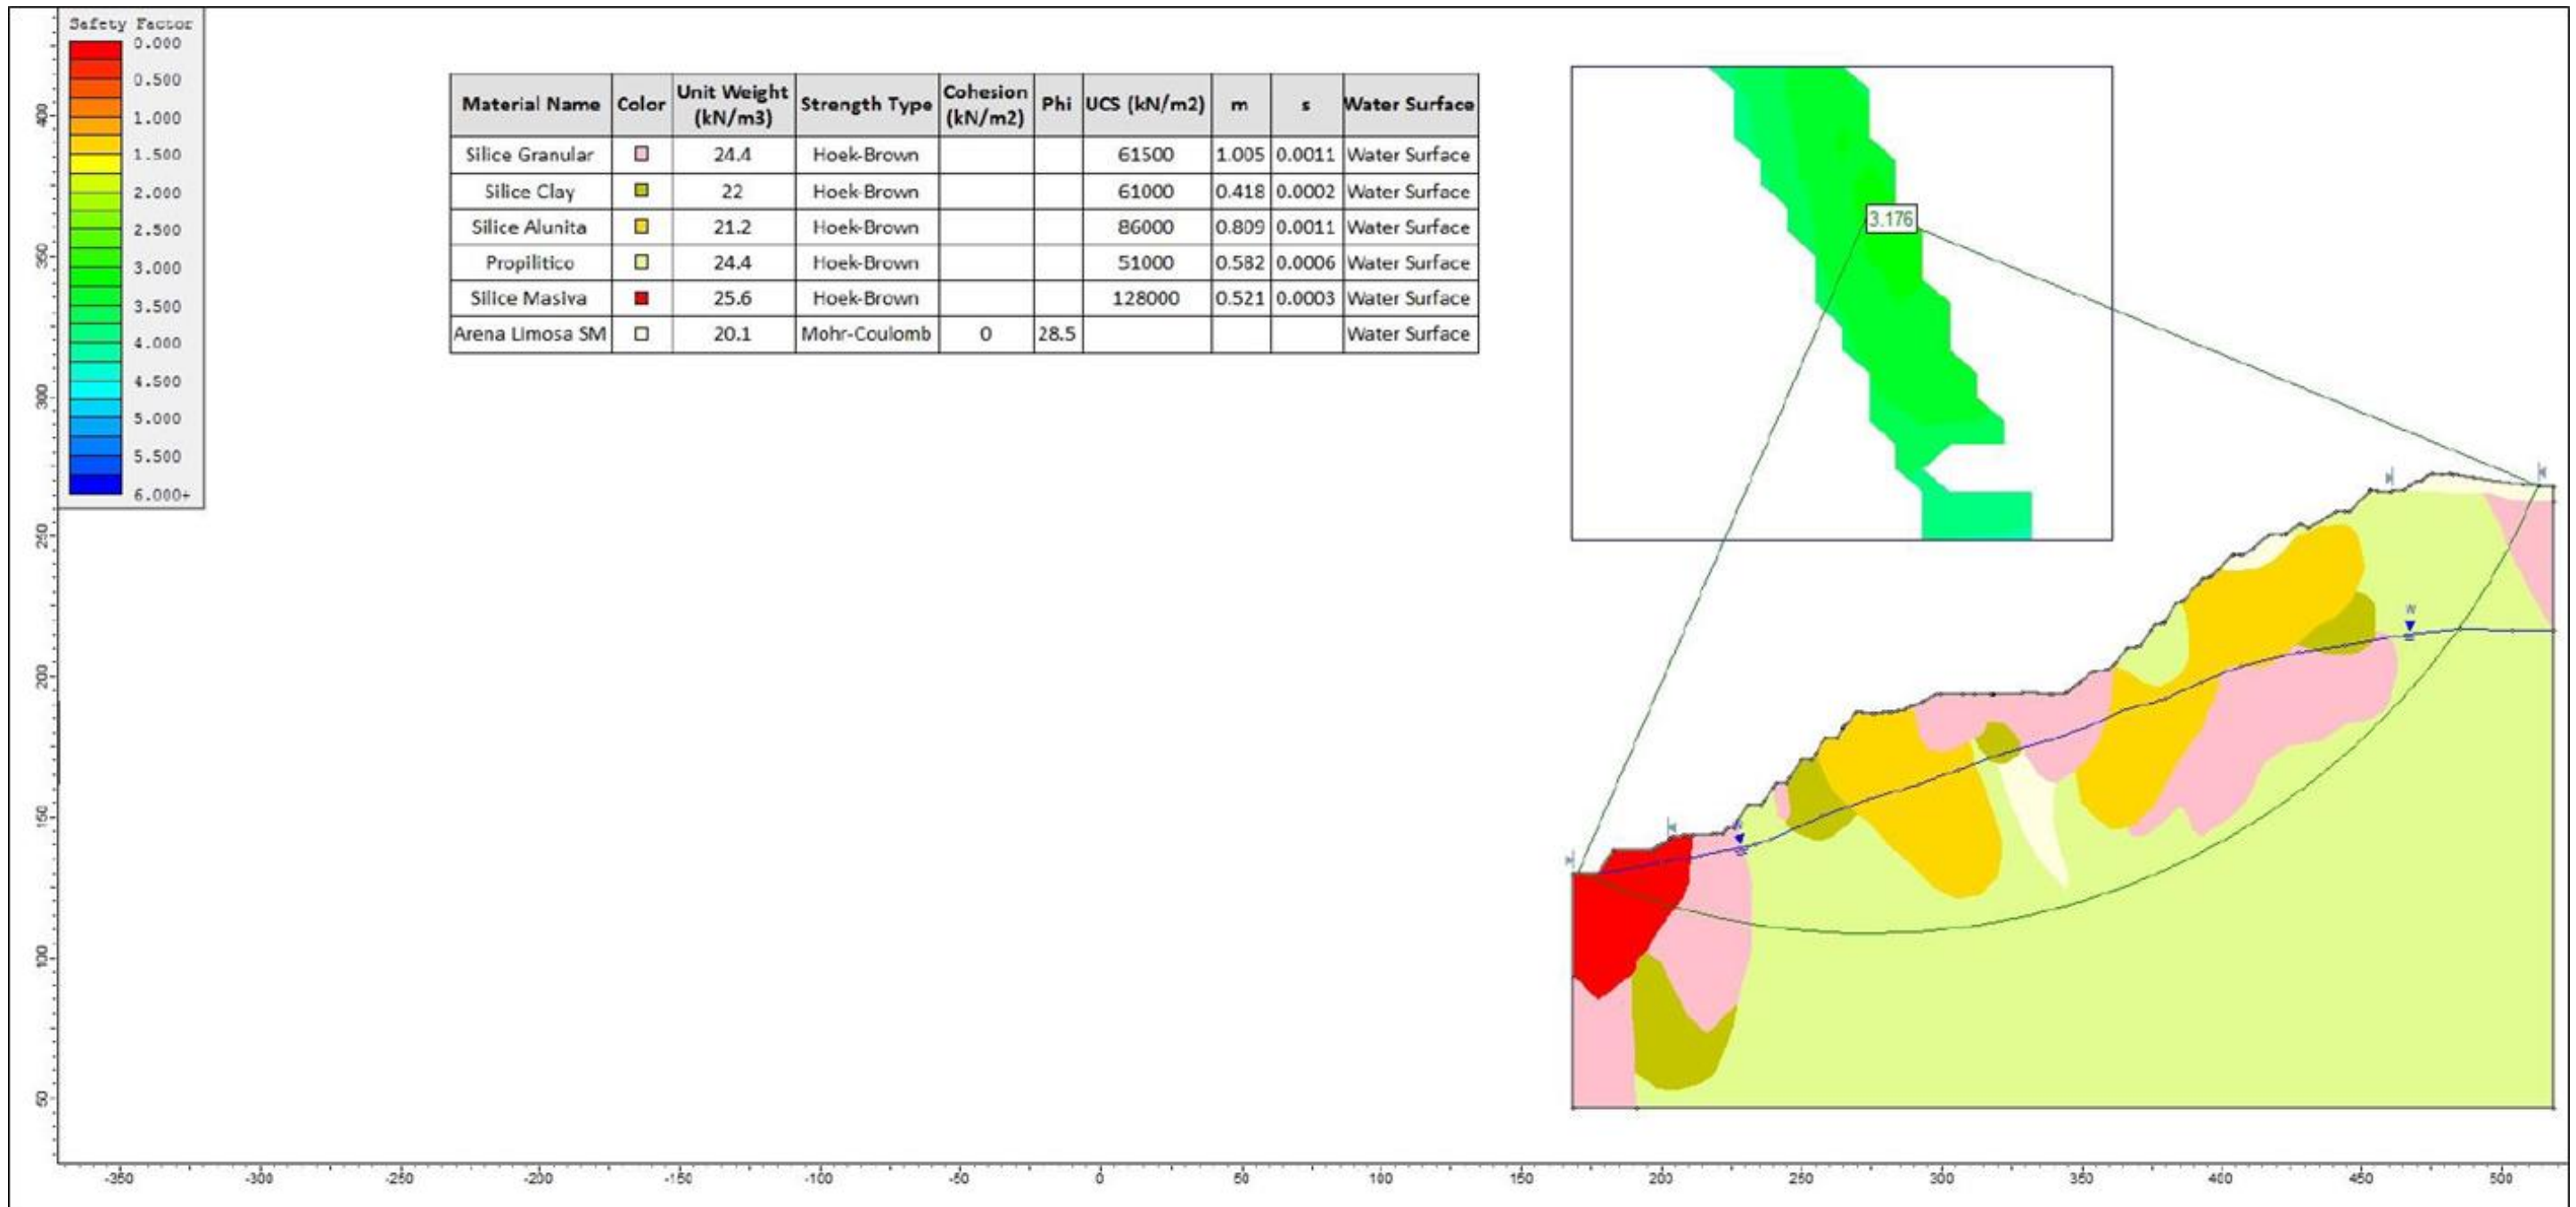 Safety Factor
0.000
0.500
1.000
1.500
2.000
2.500
3.000
3.500
4.000
4.500
5.000
5.500
6.000+
Material Name Color Unit Weight (kN/m3) Strength Type Cohesion (kN/m2) Phi UCS (kN/m2) m s Water Surface
Silice Granular 24.4 Hoek-Brown 61500 1.005 0.0011 Water Surface
Silice Clay 22 Hoek-Brown 61000 0.418 0.0002 Water Surface
Silice Alunita 21.2 Hoek-Brown 86000 0.809 0.0011 Water Surface
Propilitico 24.4 Hoek-Brown 51000 0.582 0.0006 Water Surface
Silice Masiva 25.6 Hoek-Brown 128000 0.521 0.0003 Water Surface
Arena Limosa SM 20.1 Mohr-Coulomb 0 28.5 Water Surface
3.176
W
W
400
350
300
250
200
150
100
50
-350 -300 -250 -200 -150 -100 -50 0 50 100 150 200 250 300 350 400 450 500